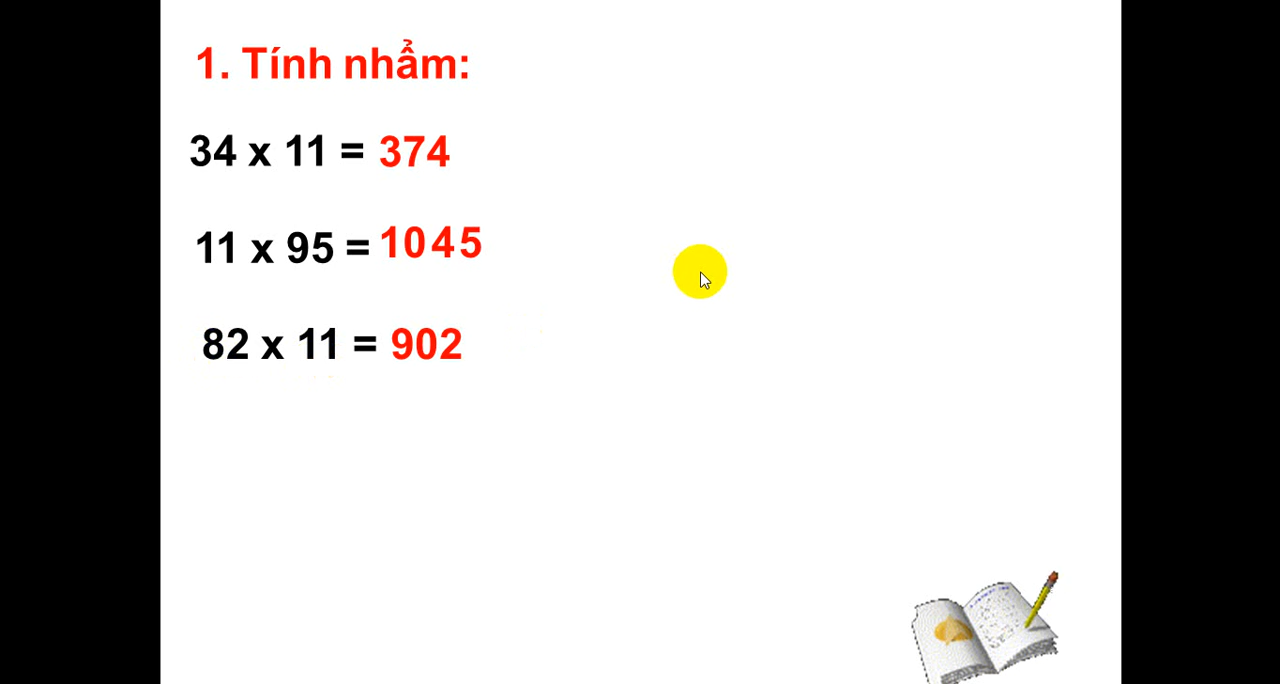 1. Tính nhẩm:
34 x 11 = 374
11 x 95 = 1045
82 x 11 = 902